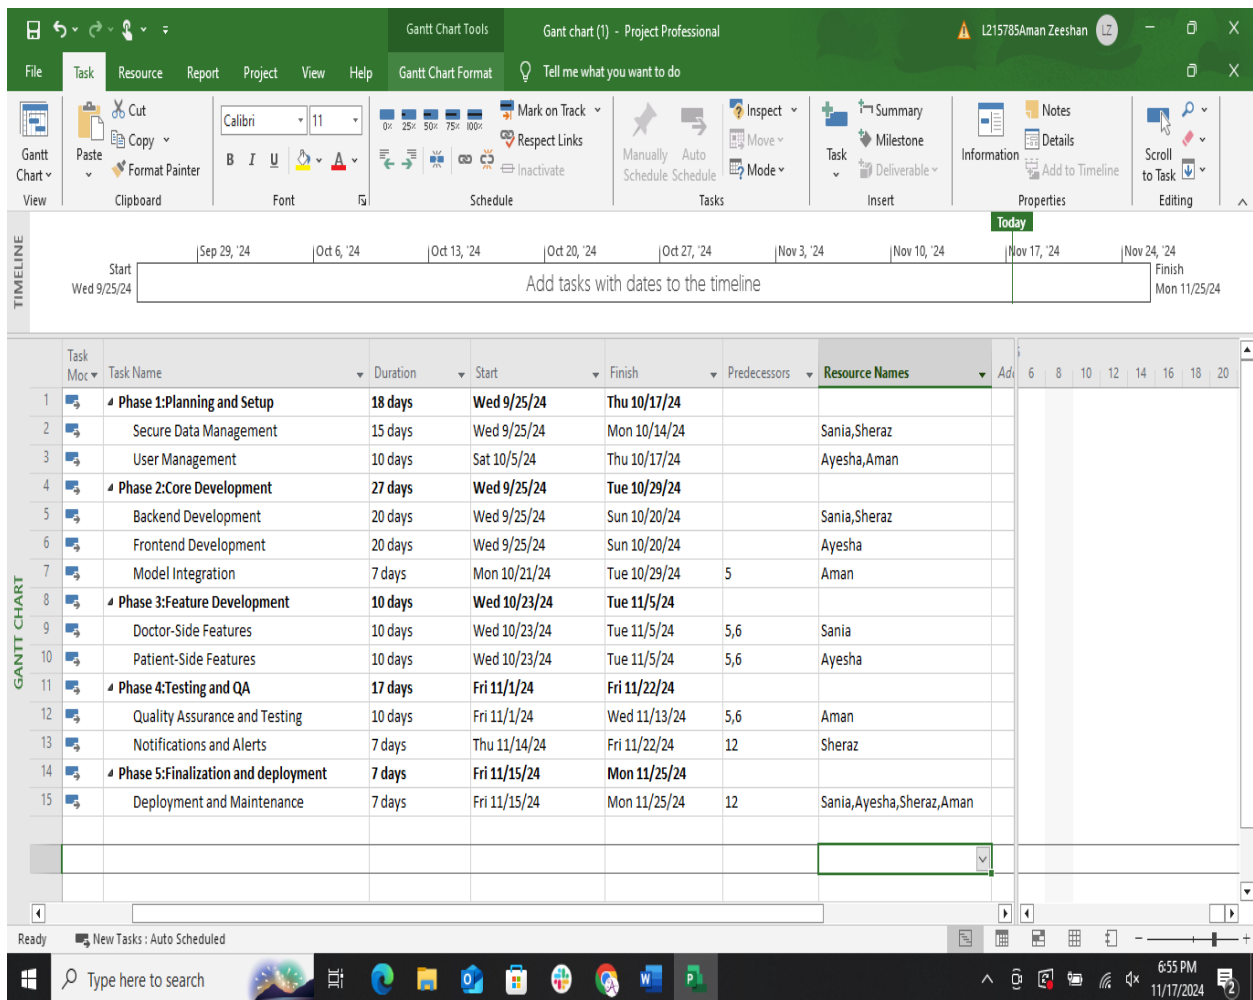 Gantt Chart Tools
Gant chart (1) - Project Professional
L215785Aman Zeeshan
LZ
File Task Resource Report Project View Help Gantt Chart Format Tell me what you want to do
Gantt Chart
View
Paste
Cut
Copy
Format Painter
Clipboard
Calibri 11
B I U A
Font
0% 25% 50% 75% 100%
Mark on Track
Respect Links
Inactivate
Schedule
Manually Schedule
Auto Schedule
Inspect
Move
Mode
Tasks
Task
Summary
Milestone
Deliverable
Insert
Information
Notes
Details
Add to Timeline
Properties
Scroll to Task
Editing
Today
TIMELINE
Sep 29, '24 Oct 6, '24 Oct 13, '24 Oct 20, '24 Oct 27, '24 Nov 3, '24 Nov 10, '24 Nov 17, '24 Nov 24, '24
Start
Wed 9/25/24
Add tasks with dates to the timeline
Finish
Mon 11/25/24
GANTT CHART
Task Moc Task Name Duration Start Finish Predecessors Resource Names Add 6 8 10 12 14 16 18 20
1 Phase 1:Planning and Setup 18 days Wed 9/25/24 Thu 10/17/24
2 Secure Data Management 15 days Wed 9/25/24 Mon 10/14/24 Sania,Sheraz
3 User Management 10 days Sat 10/5/24 Thu 10/17/24 Ayesha,Aman
4 Phase 2:Core Development 27 days Wed 9/25/24 Tue 10/29/24
5 Backend Development 20 days Wed 9/25/24 Sun 10/20/24 Sania,Sheraz
6 Frontend Development 20 days Wed 9/25/24 Sun 10/20/24 Ayesha
7 Model Integration 7 days Mon 10/21/24 Tue 10/29/24 5 Aman
8 Phase 3:Feature Development 10 days Wed 10/23/24 Tue 11/5/24
9 Doctor-Side Features 10 days Wed 10/23/24 Tue 11/5/24 5,6 Sania
10 Patient-Side Features 10 days Wed 10/23/24 Tue 11/5/24 5,6 Ayesha
11 Phase 4:Testing and QA 17 days Fri 11/1/24 Fri 11/22/24
12 Quality Assurance and Testing 10 days Fri 11/1/24 Wed 11/13/24 5,6 Aman
13 Notifications and Alerts 7 days Thu 11/14/24 Fri 11/22/24 12 Sheraz
14 Phase 5:Finalization and deployment 7 days Fri 11/15/24 Mon 11/25/24
15 Deployment and Maintenance 7 days Fri 11/15/24 Mon 11/25/24 12 Sania,Ayesha,Sheraz,Aman
Ready New Tasks : Auto Scheduled
Type here to search
6:55 PM
11/17/2024
2